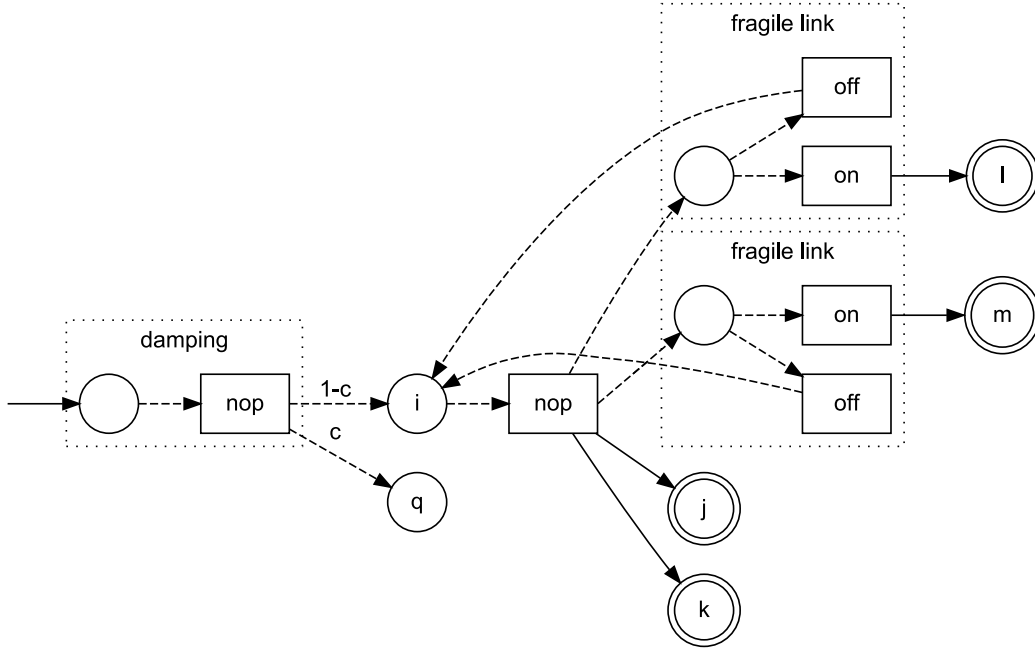 fragile link
off
on
l
fragile link
on
m
off
damping
nop
1-c
c
i
nop
q
j
k